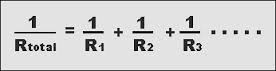 1/Rtotal = 1/R1 + 1/R2 + 1/R3 .....